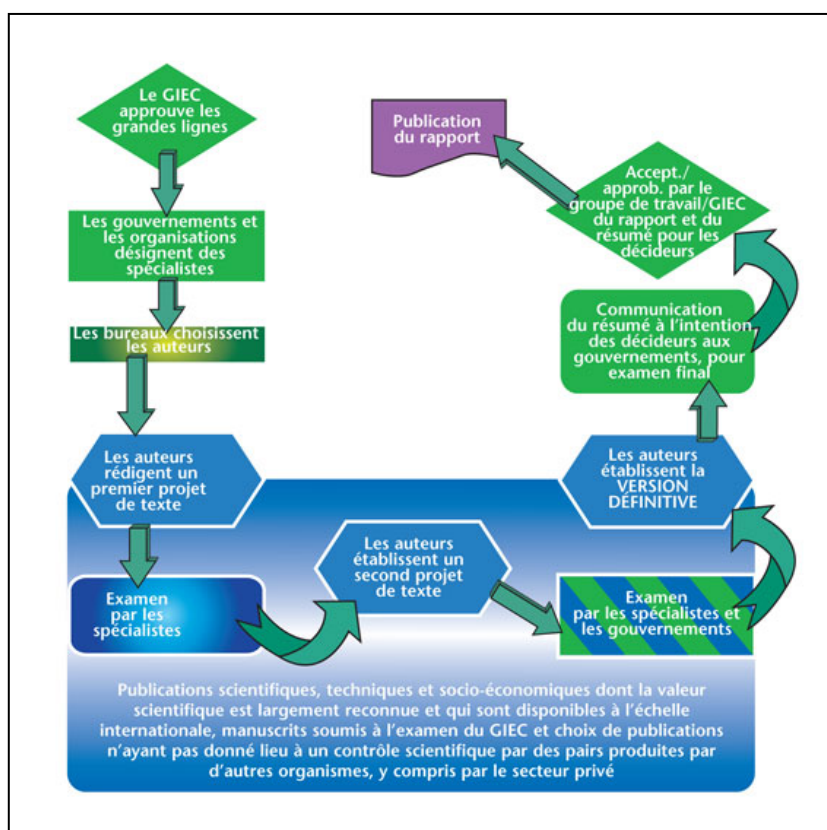 Le GIEC
approuve les
grandes lignes
Les gouvernements et
les organisations
désignent des
spécialistes
Les bureaux choisissent
les auteurs
Les auteurs
rédigent un
premier projet
de texte
Examen
par les
spécialistes
Les auteurs
établissent un
second projet
de texte
Examen
par les spécialistes et
les gouvernements
Les auteurs
établissent la
VERSION
DÉFINITIVE
Communication
du résumé à l'intention
des décideurs aux
gouvernements, pour
examen final
Accept./
approb. par le
groupe de travail/GIEC
du rapport et du
résumé pour les
décideurs
Publication
du rapport
Publications scientifiques, techniques et socio-économiques dont la valeur
scientifique est largement reconnue et qui sont disponibles à l'échelle
internationale, manuscrits soumis à l'examen du GIEC et choix de publications
n'ayant pas donné lieu à un contrôle scientifique par des pairs produites par
d'autres organismes, y compris par le secteur privé